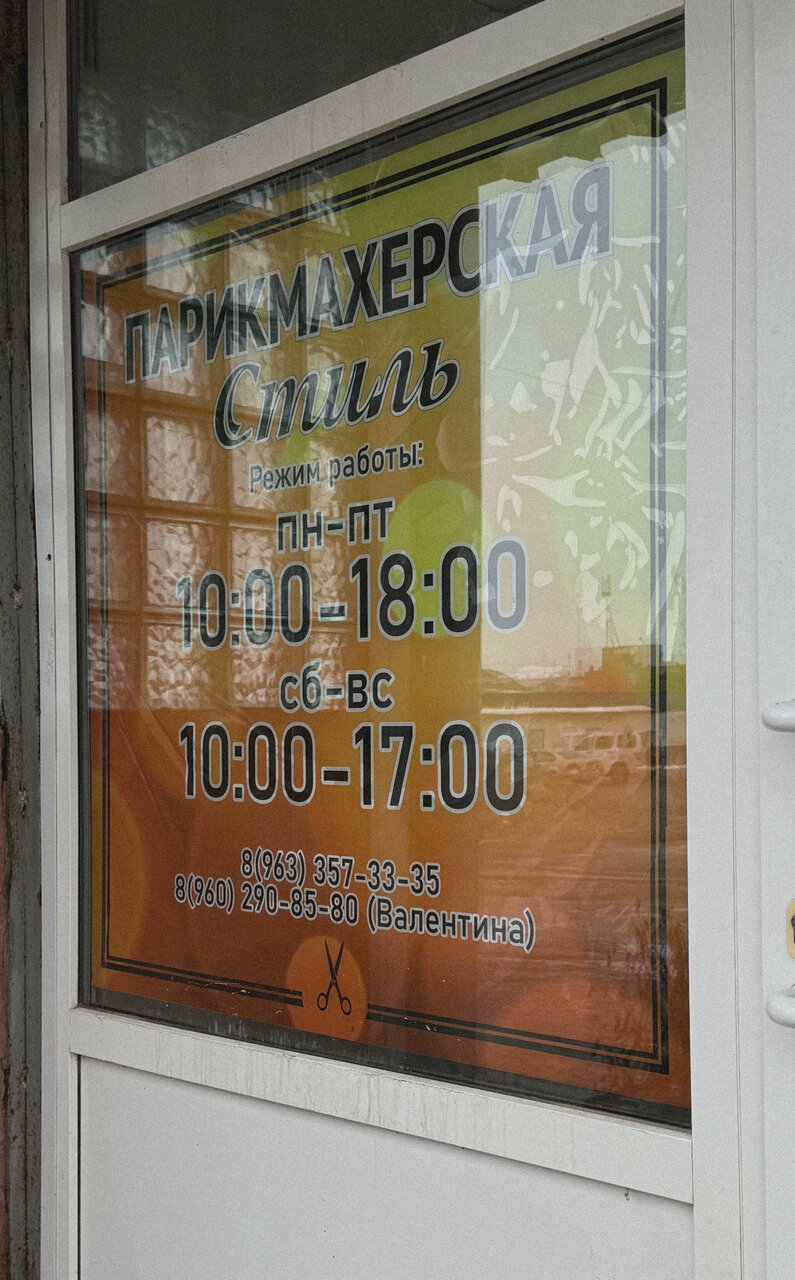 ПАРИКМАХЕРСКАЯ
Стиль
Режим работы:
пн-пт
10:00-18:00
сб-вс
10:00-17:00
8(963) 357-33-35
8(960) 290-85-80 (Валентина)